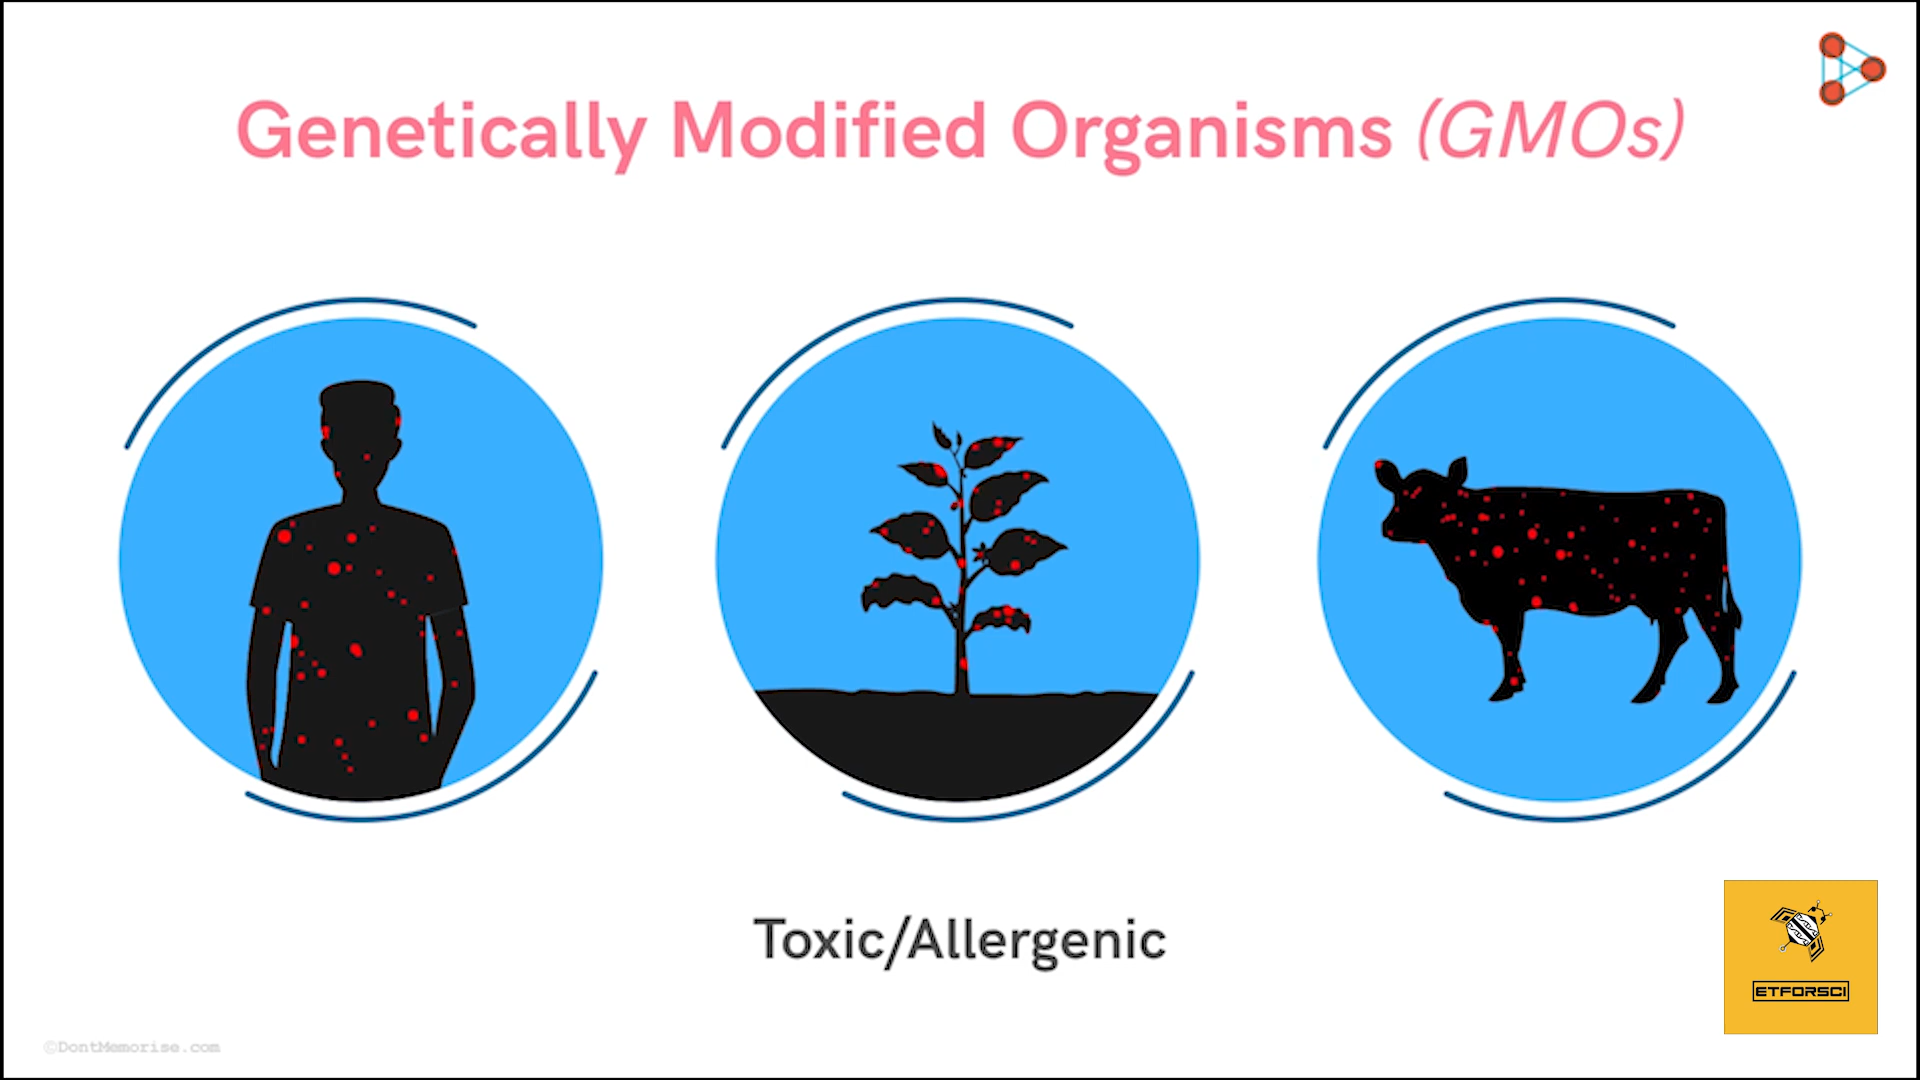 Genetically Modified Organisms (GMOs)
Toxic/Allergenic
ETFORSCI
©DontMemorise.com